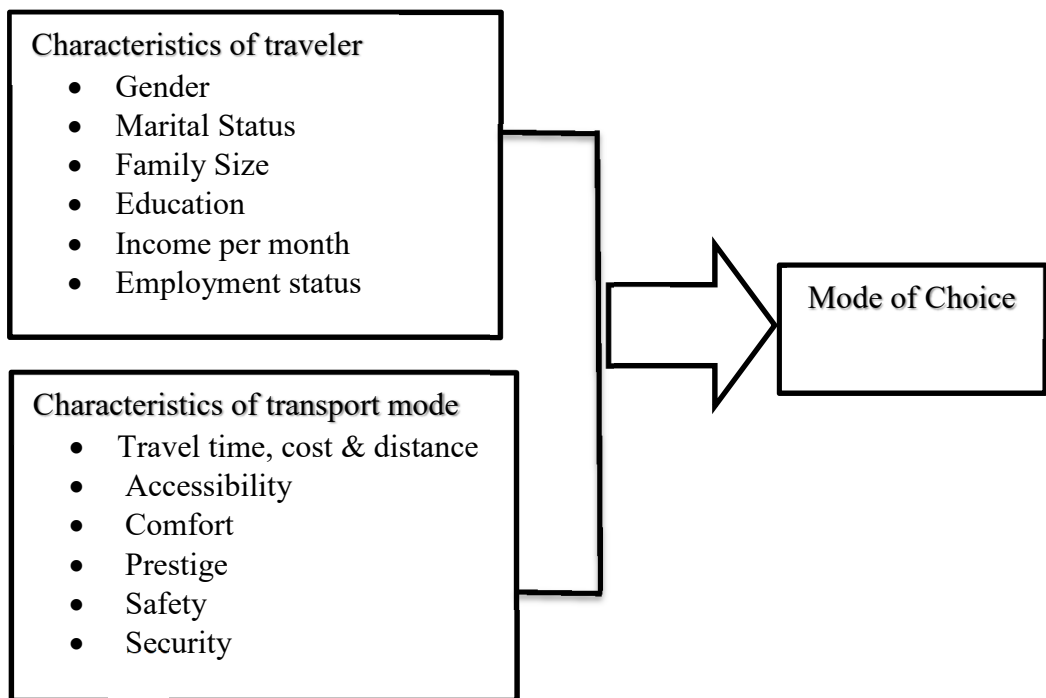 Characteristics of traveler
• Gender
• Marital Status
• Family Size
• Education
• Income per month
• Employment status
Mode of Choice
Characteristics of transport mode
• Travel time, cost & distance
• Accessibility
• Comfort
• Prestige
• Safety
• Security